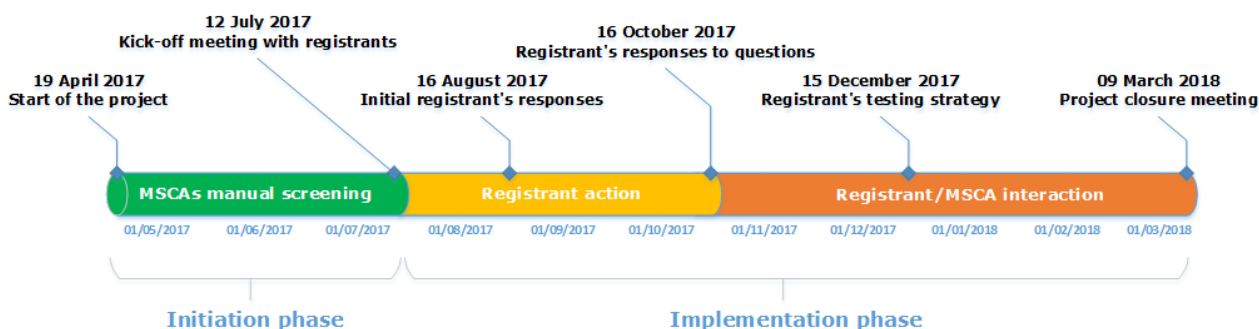 12 July 2017
Kick-off meeting with registrants
16 October 2017
Registrant's responses to questions
19 April 2017
Start of the project
16 August 2017
Initial registrant's responses
15 December 2017
Registrant's testing strategy
09 March 2018
Project closure meeting
MSCAs manual screening
Registrant action
Registrant/MSCA interaction
01/05/2017
01/06/2017
01/07/2017
01/08/2017
01/09/2017
01/10/2017
01/11/2017
01/12/2017
01/01/2018
01/02/2018
01/03/2018
Initiation phase
Implementation phase